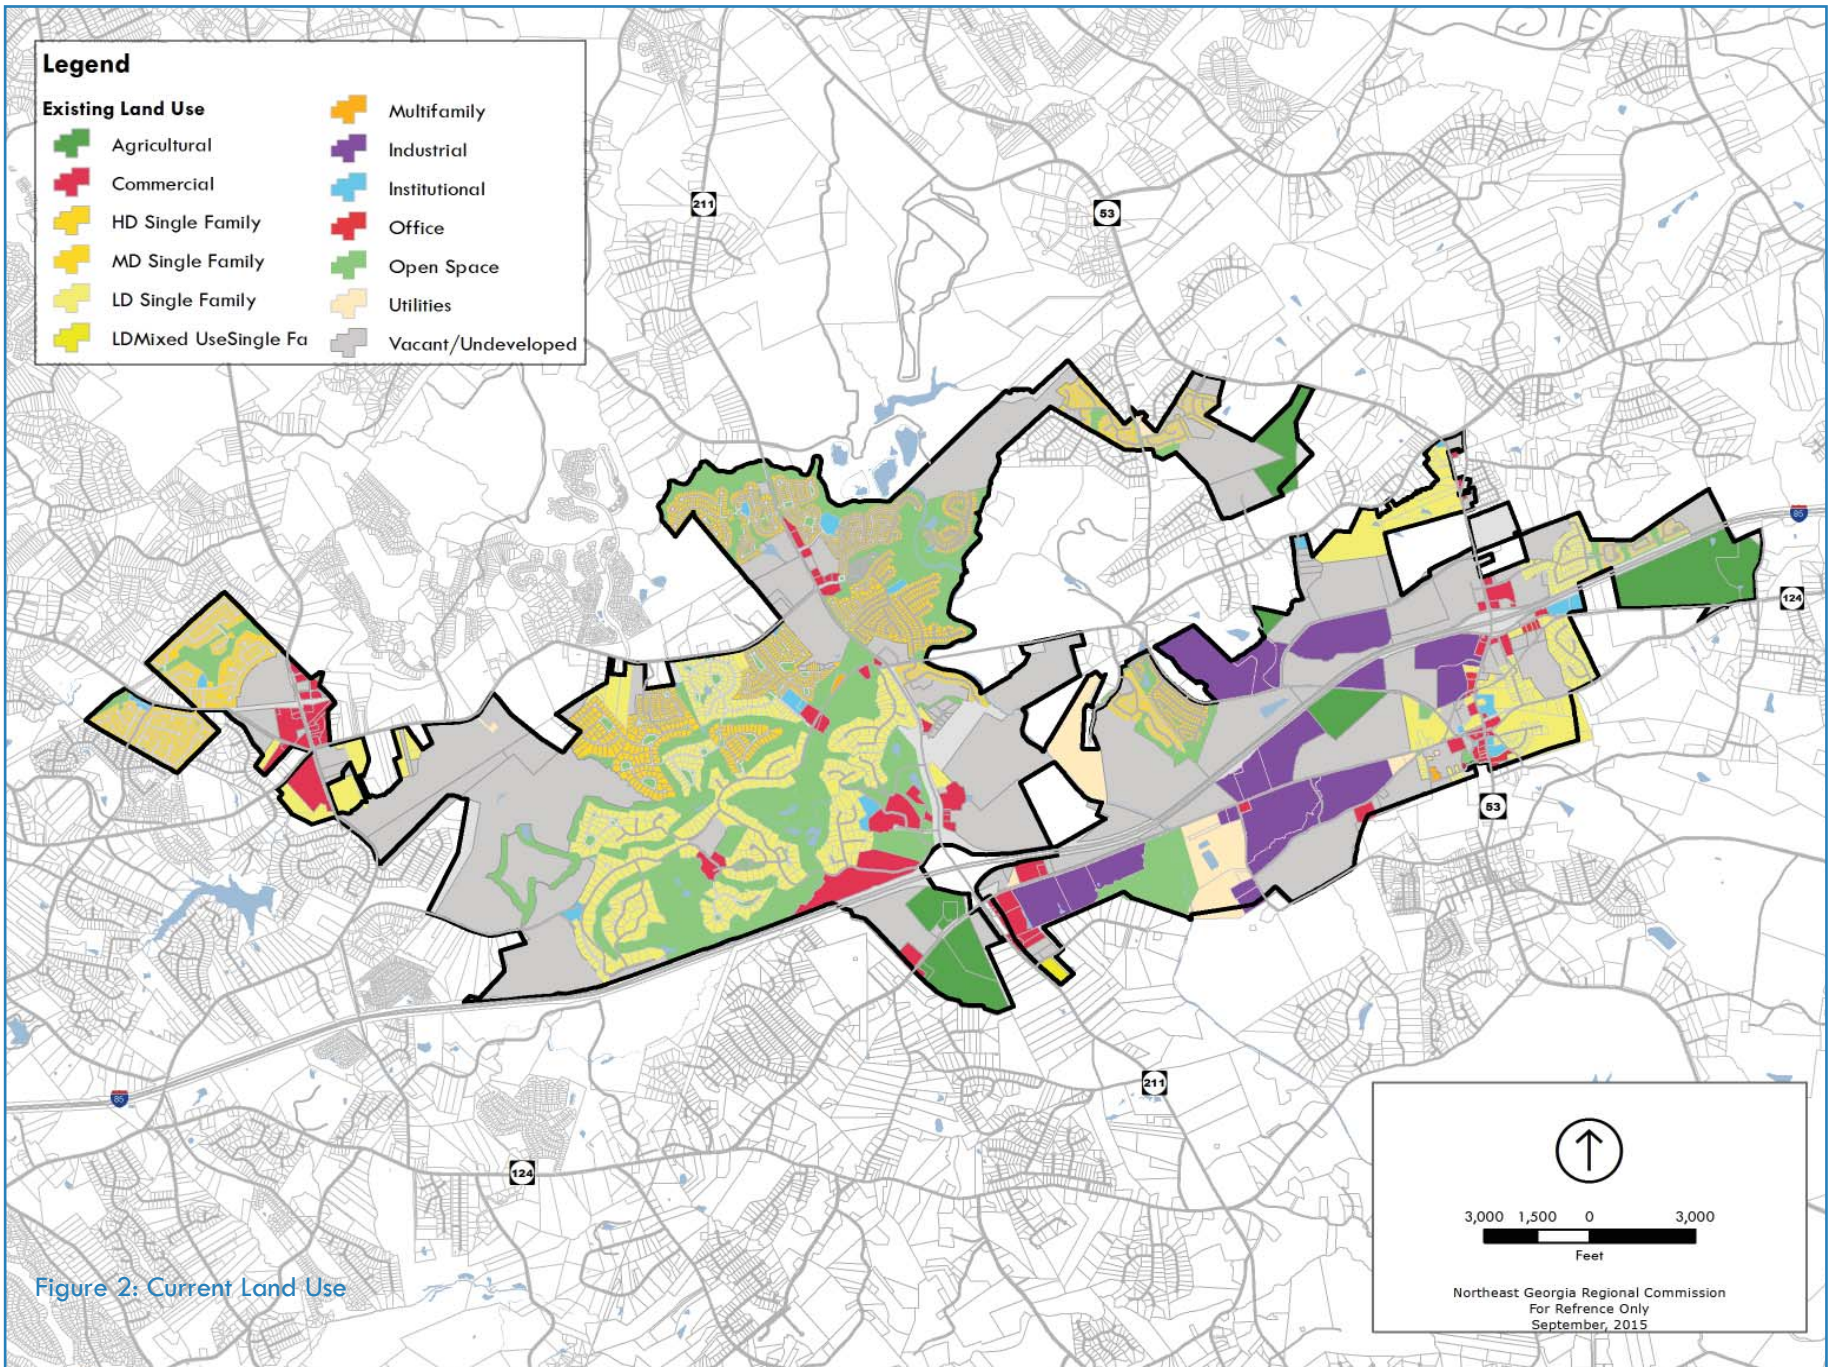 Legend
Existing Land Use
Agricultural
Commercial
HD Single Family
MD Single Family
LD Single Family
LDMixed UseSingle Fa
Multifamily
Industrial
Institutional
Office
Open Space
Utilities
Vacant/Undeveloped
211
53
85
124
53
211
85
124
3,000 1,500 0 3,000
Feet
Northeast Georgia Regional Commission
For Refrence Only
September, 2015
Figure 2: Current Land Use